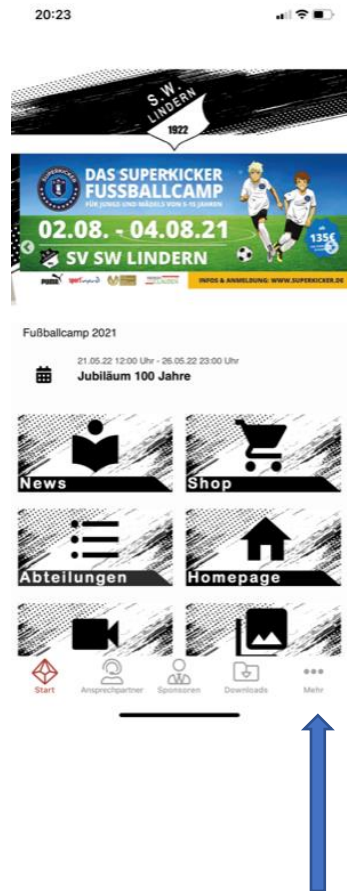 20:23
S.W.
LINDERN
1922
SUPERKICKER
DAS SUPERKICKER
FUSSBALLCAMP
FÜR JUNGS UND MÄDELS VON 5-15 JAHREN
02.08. - 04.08.21
135€
SV SW LINDERN
INFOS & ANMELDUNG: WWW.SUPERKICKER.DE
Fußballcamp 2021
21.05.22 12:00 Uhr - 26.05.22 23:00 Uhr
Jubiläum 100 Jahre
News
Shop
Abteilungen
Homepage
Start
Ansprechpartner
Sponsoren
Downloads
Mehr